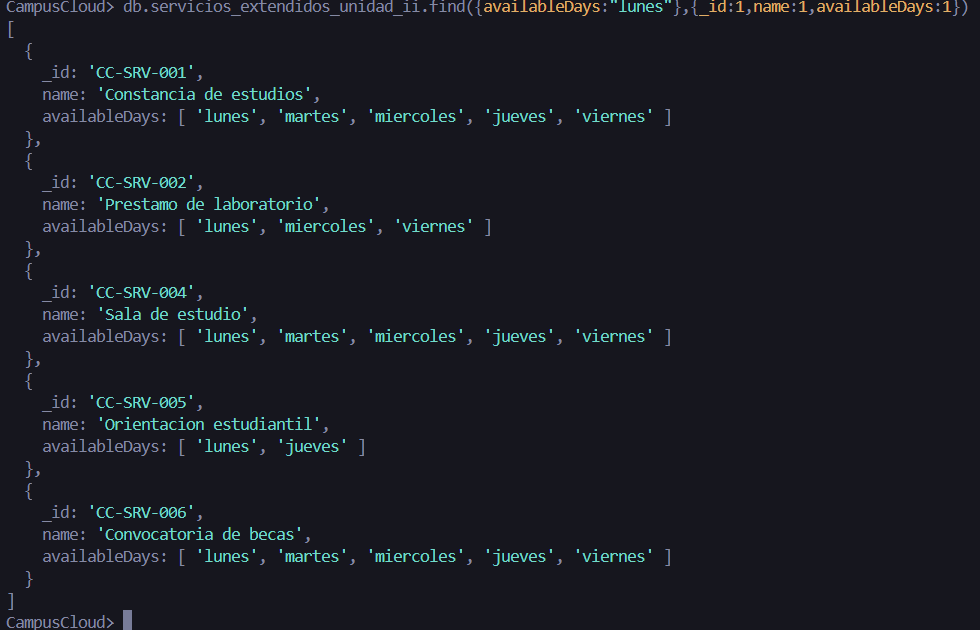 CampusCloud> db.servicios_extendidos_unidad_ii.find({availableDays:"lunes"},{_id:1,name:1,availableDays:1})
[
  {
    _id: 'CC-SRV-001',
    name: 'Constancia de estudios',
    availableDays: [ 'lunes', 'martes', 'miercoles', 'jueves', 'viernes' ]
  },
  {
    _id: 'CC-SRV-002',
    name: 'Prestamo de laboratorio',
    availableDays: [ 'lunes', 'miercoles', 'viernes' ]
  },
  {
    _id: 'CC-SRV-004',
    name: 'Sala de estudio',
    availableDays: [ 'lunes', 'martes', 'miercoles', 'jueves', 'viernes' ]
  },
  {
    _id: 'CC-SRV-005',
    name: 'Orientacion estudiantil',
    availableDays: [ 'lunes', 'jueves' ]
  },
  {
    _id: 'CC-SRV-006',
    name: 'Convocatoria de becas',
    availableDays: [ 'lunes', 'martes', 'miercoles', 'jueves', 'viernes' ]
  }
]
CampusCloud>